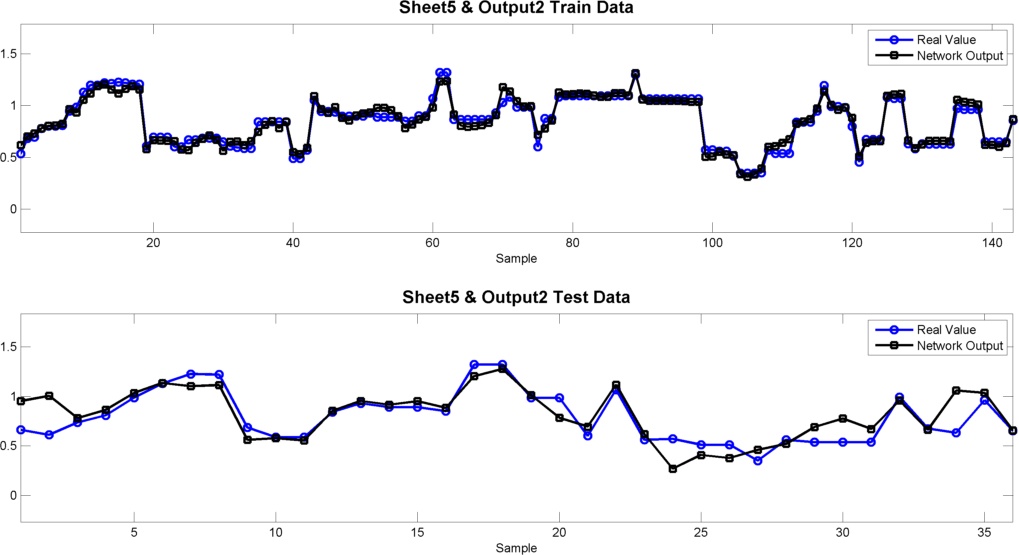 Sheet5 & Output2 Train Data
Real Value
Network Output
1.5
1
0.5
0
20 40 60 80 100 120 140
Sample
Sheet5 & Output2 Test Data
Real Value
Network Output
1.5
1
0.5
0
5 10 15 20 25 30 35
Sample